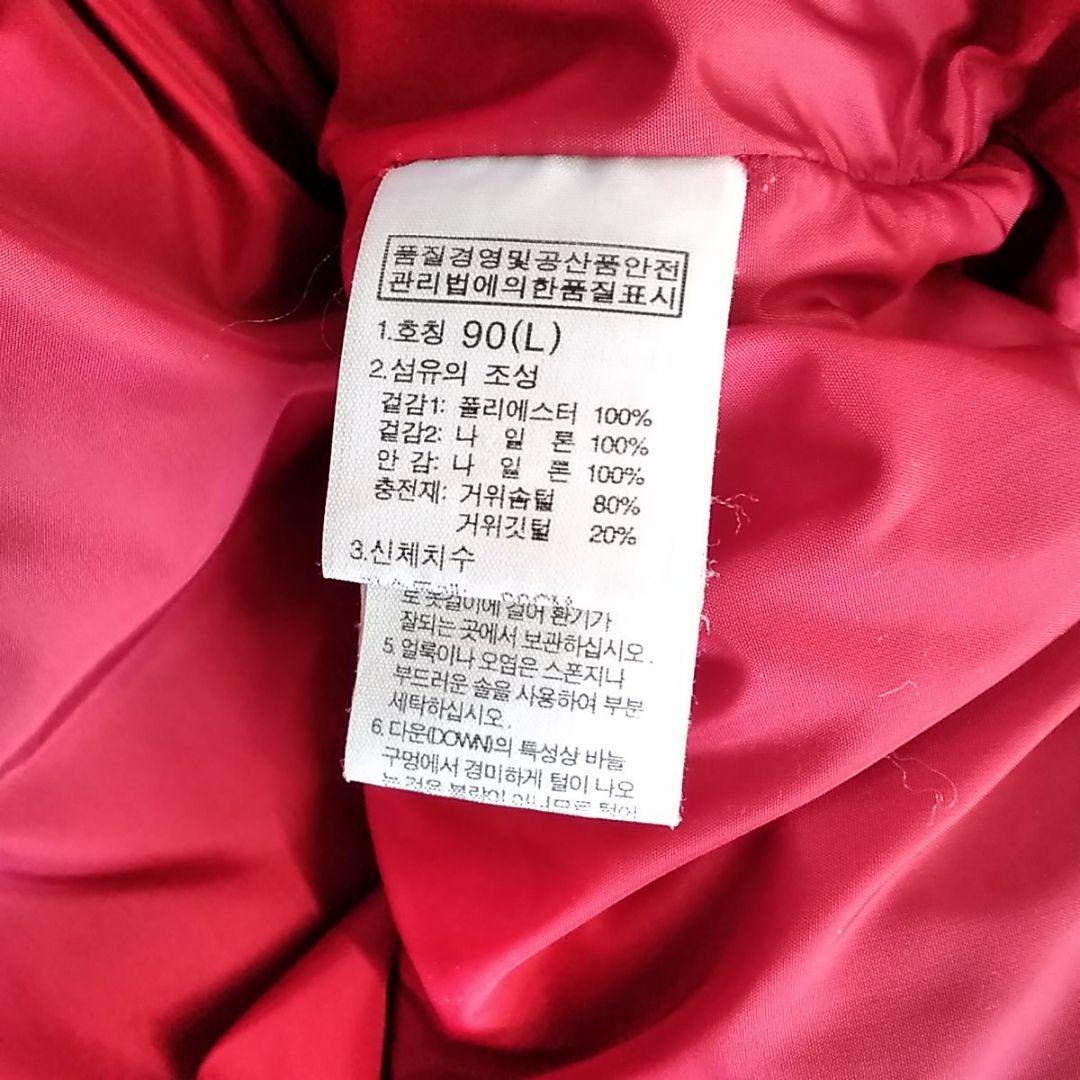 품질경영및공산품안전
관리법에의한품질표시
1.호칭 90(L)
2.섬유의 조성
겉감1: 폴리에스터 100%
겉감2: 나 일 론 100%
안 감: 나 일 론 100%
충전재: 거위솜털 80%
거위깃털 20%
3.신체치수
로 옷걸이에 걸어 환기가
잘되는 곳에서 보관하십시오.
5. 얼룩이나 오염은 스폰지나
부드러운 솔을 사용하여 부분
세탁하십시오.
6. 다운(DOWN)의 특성상 바늘
구멍에서 경미하게 털이 나오